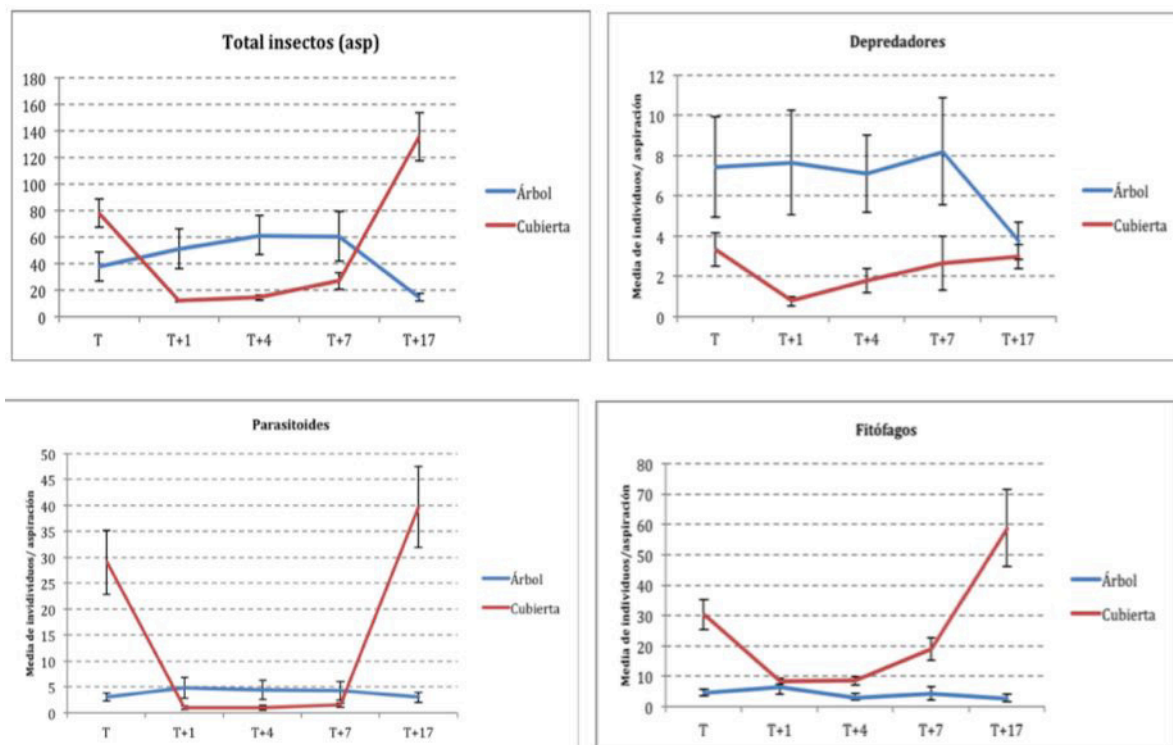 Total insectos (asp)
180
160
140
120
100
80
60
40
20
0
T T+1 T+4 T+7 T+17
Árbol
Cubierta
Depredadores
Media de individuos/ aspiración
12
10
8
6
4
2
0
T T+1 T+4 T+7 T+17
Árbol
Cubierta
Parasitoides
Media de invidividuos/ aspiración
50
45
40
35
30
25
20
15
10
5
0
T T+1 T+4 T+7 T+17
Árbol
Cubierta
Fitófagos
Media de individuos/aspiración
80
70
60
50
40
30
20
10
0
T T+1 T+4 T+7 T+17
Árbol
Cubierta